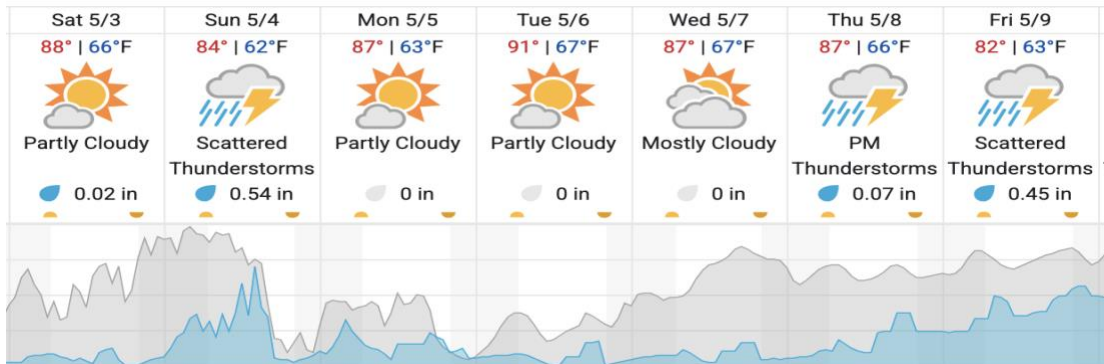 Sat 5/3 Sun 5/4 Mon 5/5 Tue 5/6 Wed 5/7 Thu 5/8 Fri 5/9
88° | 66°F 84° | 62°F 87° | 63°F 91° | 67°F 87° | 67°F 87° | 66°F 82° | 63°F
Partly Cloudy Scattered Partly Cloudy Partly Cloudy Mostly Cloudy PM Scattered
Thunderstorms Thunderstorms Thunderstorms
0.02 in 0.54 in 0 in 0 in 0 in 0.07 in 0.45 in